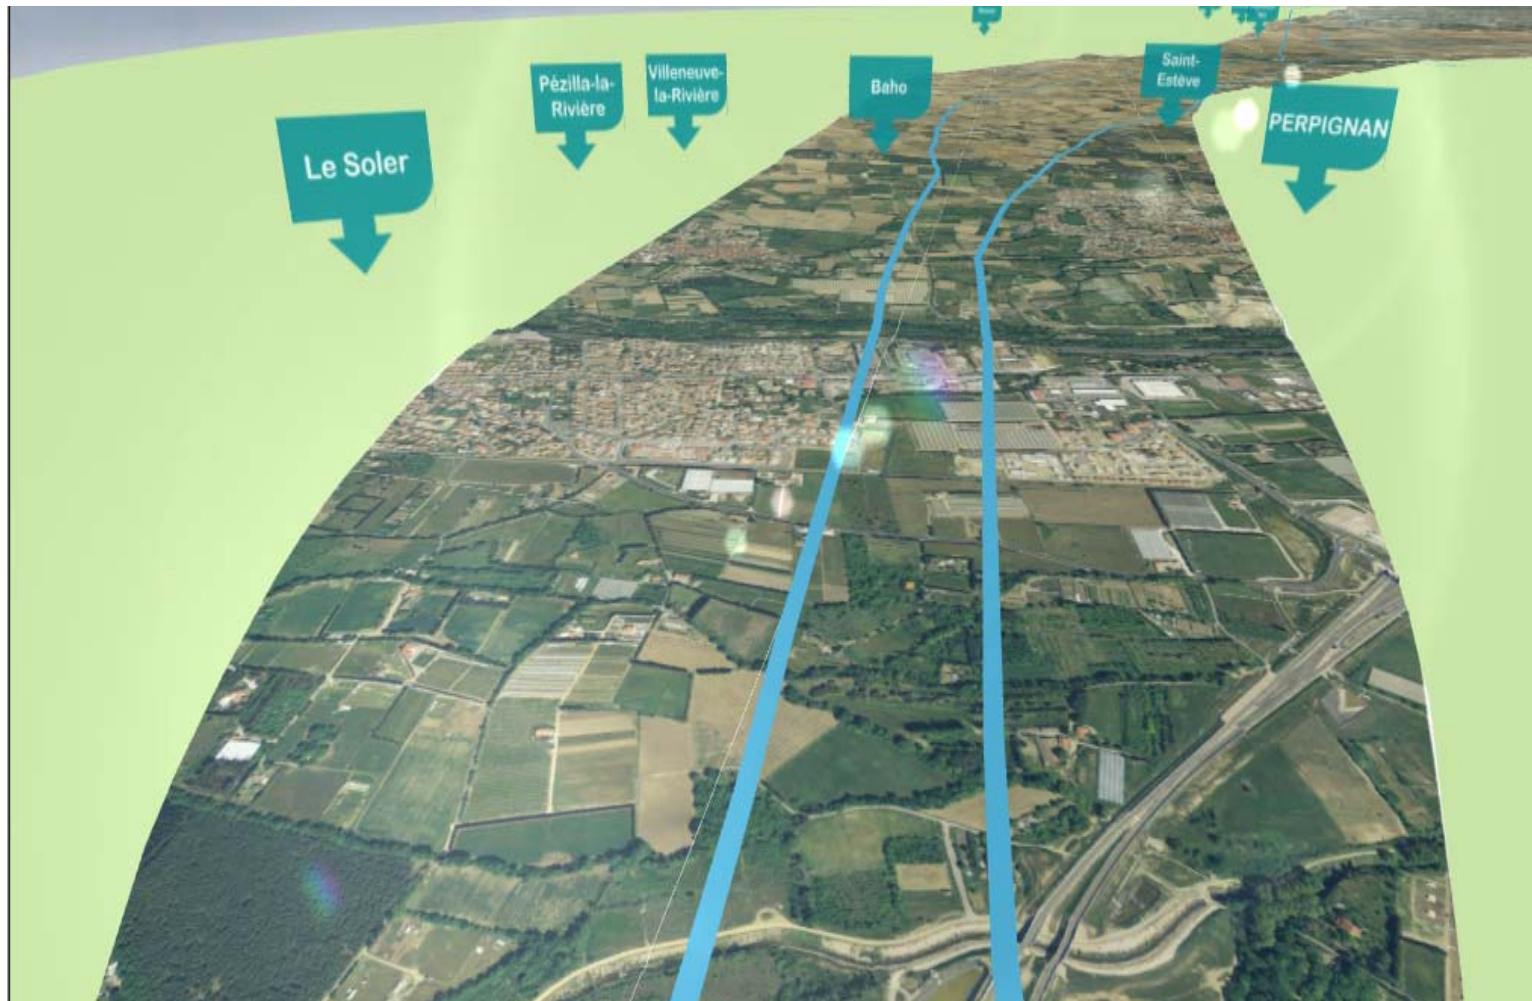 Le Soler
Pézilla-la-
Rivière
Villeneuve-
la-Rivière
Baho
Saint-
Estève
PERPIGNAN